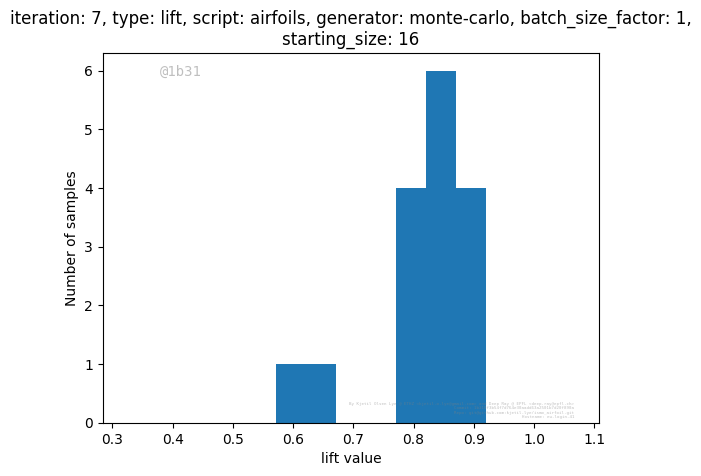 iteration: 7, type: lift, script: airfoils, generator: monte-carlo, batch_size_factor: 1,
starting_size: 16
@1b31
6
5
4
3
2
1
0
Number of samples
0.3 0.4 0.5 0.6 0.7 0.8 0.9 1.0 1.1
lift value